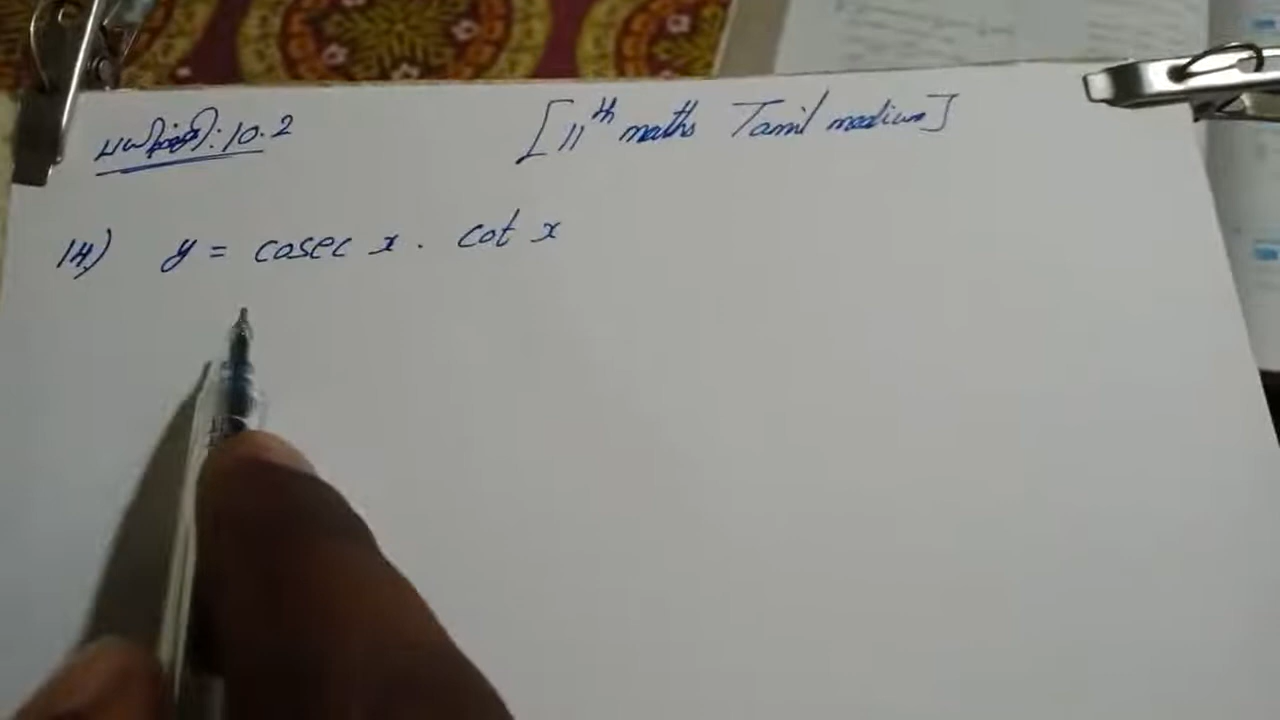 பயிற்சி: 10.2
[11th maths Tamil medium]
14) y = cosec x . cot x